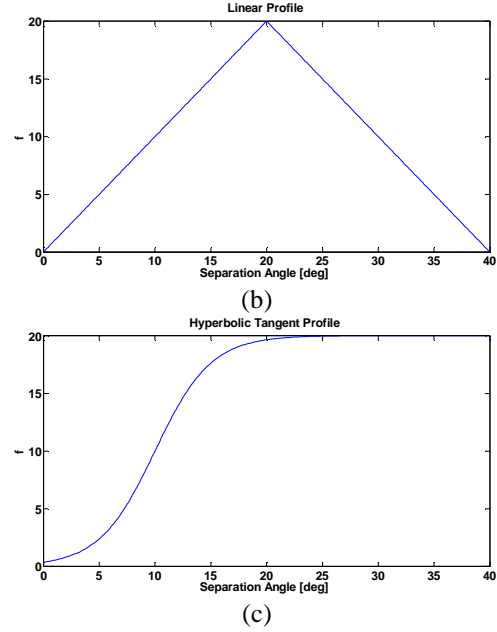 Linear Profile
20
15
10
5
0
f
0 5 10 15 20 25 30 35 40
Separation Angle [deg]
(b)
Hyperbolic Tangent Profile
20
15
10
5
0
f
0 5 10 15 20 25 30 35 40
Separation Angle [deg]
(c)